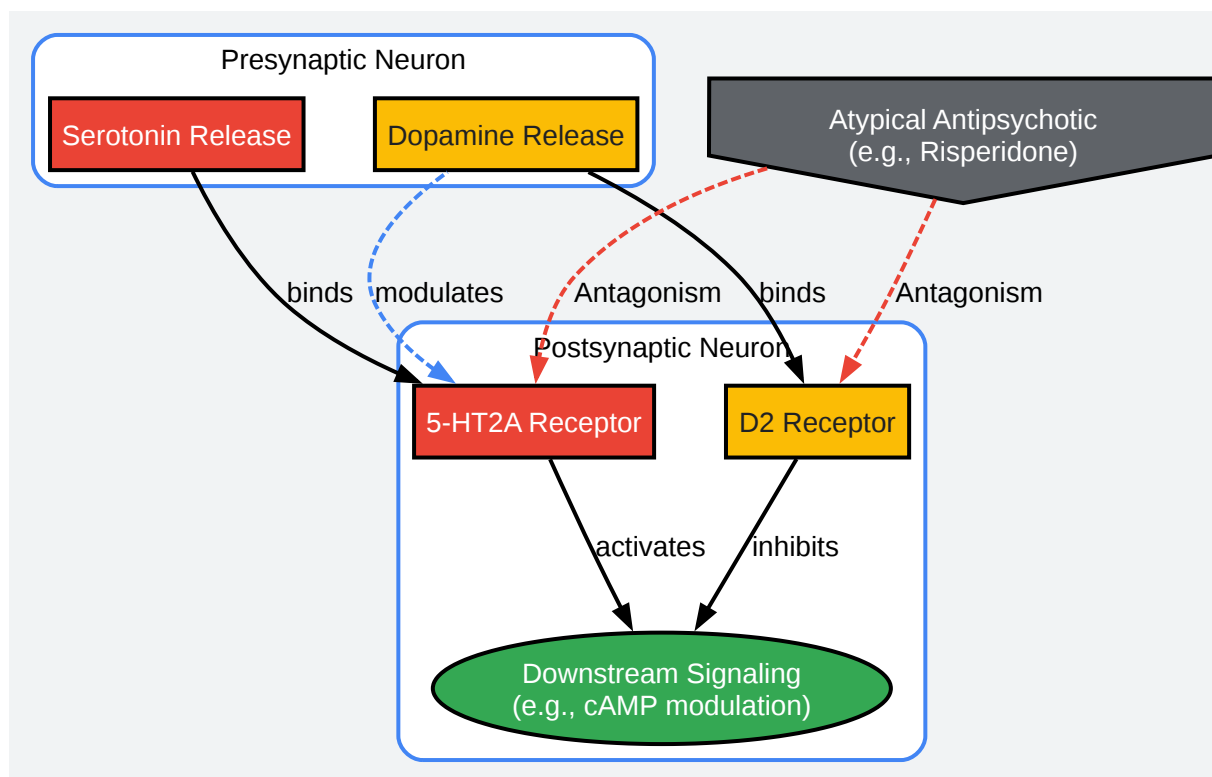 Presynaptic Neuron
Serotonin Release
Dopamine Release
Atypical Antipsychotic
(e.g., Risperidone)
binds
modulates
Antagonism
binds
Antagonism
Postsynaptic Neuron
5-HT2A Receptor
D2 Receptor
activates
inhibits
Downstream Signaling
(e.g., cAMP modulation)